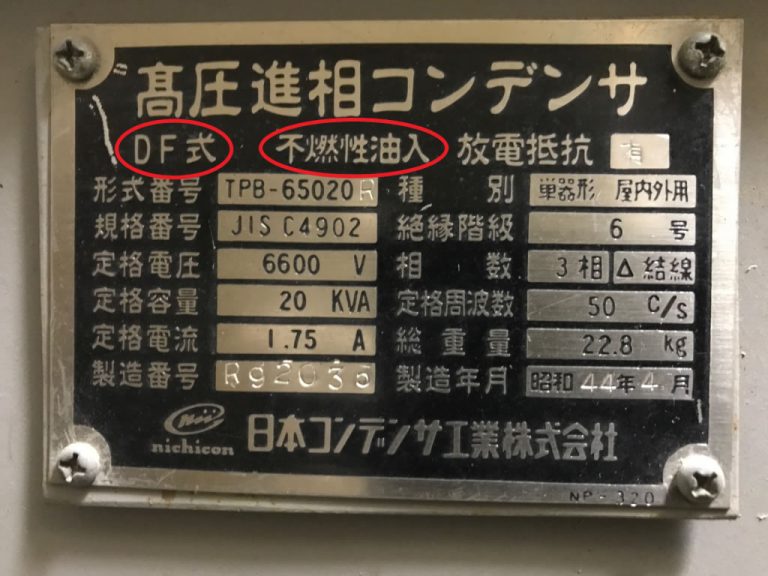 高圧進相コンデンサ
DF式 不燃性油入 放電抵抗 有
形式番号 TPB-65020R 種別 単器形 屋内外用
規格番号 JIS C4902 絶縁階級 6 号
定格電圧 6600 V 相数 3相 Δ結線
定格容量 20 KVA 定格周波数 50 C/s
定格電流 1.75 A 総重量 22.8 kg
製造番号 R92035 製造年月 昭和44年4月
nichicon 日本コンデンサ工業株式会社
NP-320